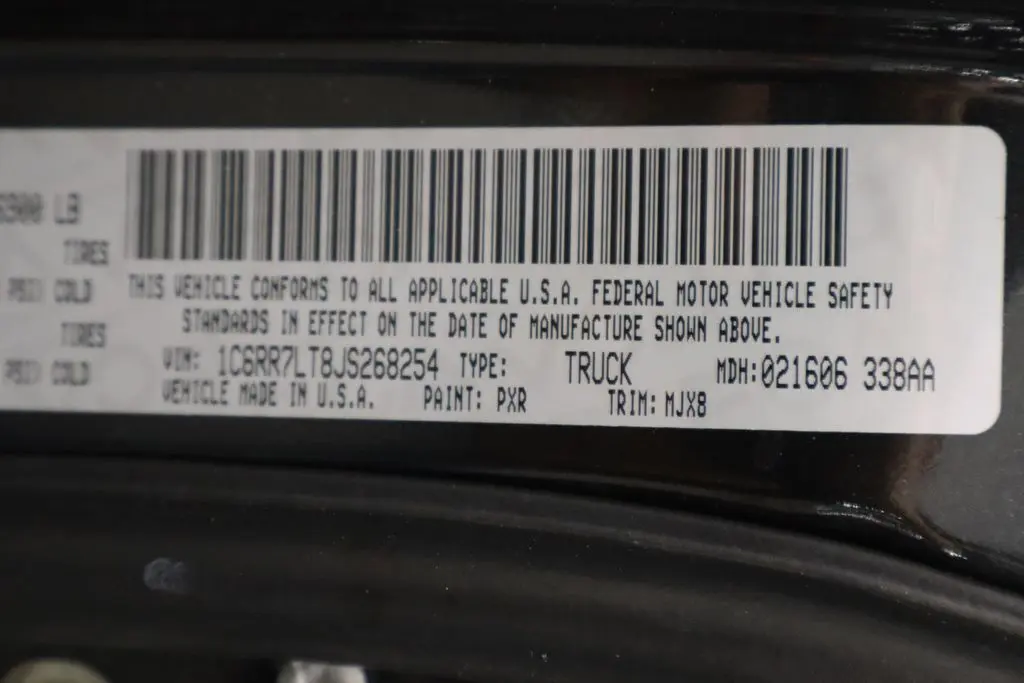 6900 LB
TIRES
THIS VEHICLE CONFORMS TO ALL APPLICABLE U.S.A. FEDERAL MOTOR VEHICLE SAFETY
PSI) COLD
STANDARDS IN EFFECT ON THE DATE OF MANUFACTURE SHOWN ABOVE.
TIRES
VIN: 1C6RR7LT8JS268254 TYPE: TRUCK MDH:021606 338AA
PSI) COLD
VEHICLE MADE IN U.S.A. PAINT: PXR TRIM: MJX8